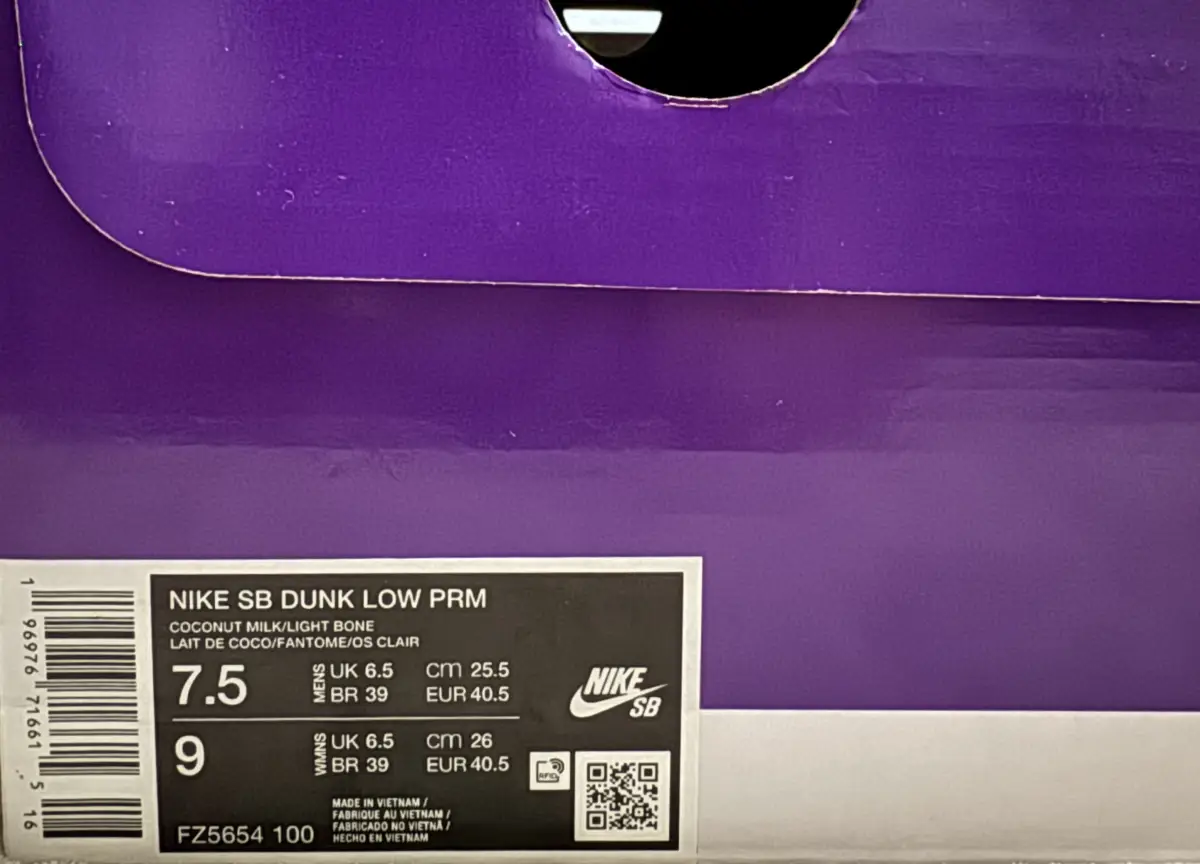 NIKE SB DUNK LOW PRM
COCONUT MILK/LIGHT BONE
LAIT DE COCO/FANTOME/OS CLAIR
7.5 MENS UK 6.5 cm 25.5
BR 39 EUR 40.5
9 WMNS UK 6.5 cm 26
BR 39 EUR 40.5
NIKE
SB
RFID
MADE IN VIETNAM /
FABRIQUE AU VIETNAM /
FABRICADO NO VIETNÃ /
HECHO EN VIETNAM
FZ5654 100
1 96976 71661 5 16